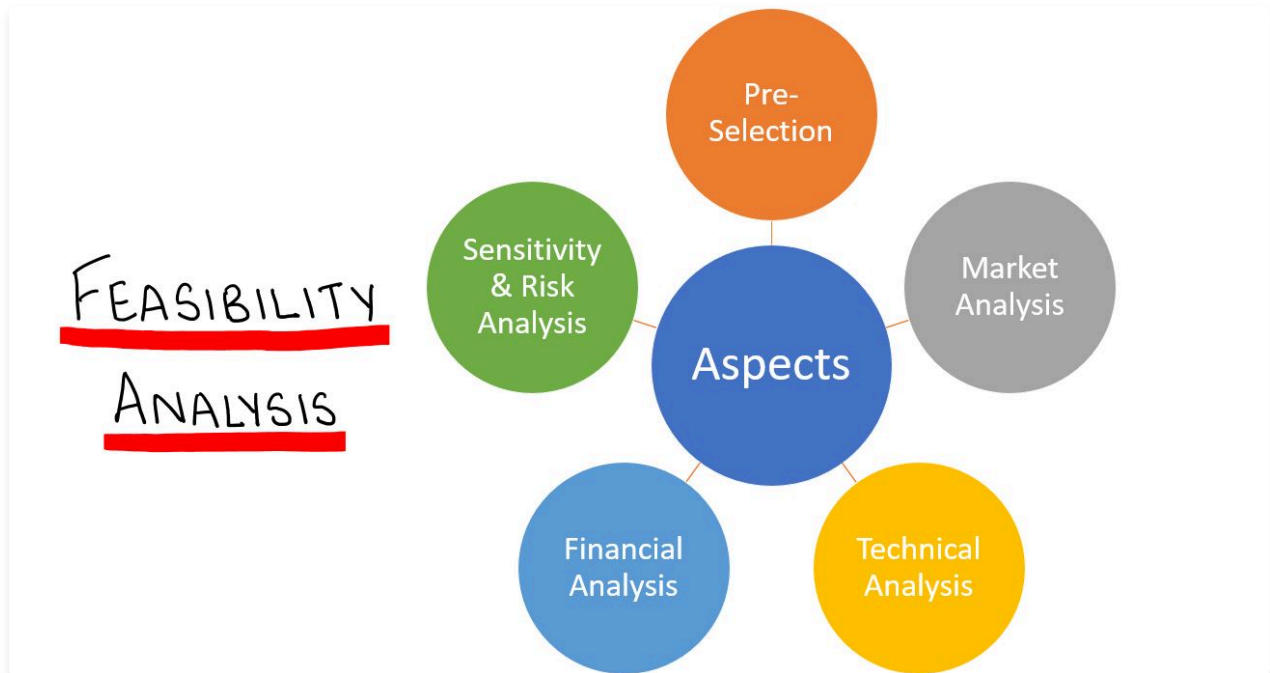 FEASIBILITY
ANALYSIS
Pre-
Selection
Market
Analysis
Technical
Analysis
Financial
Analysis
Sensitivity
& Risk
Analysis
Aspects